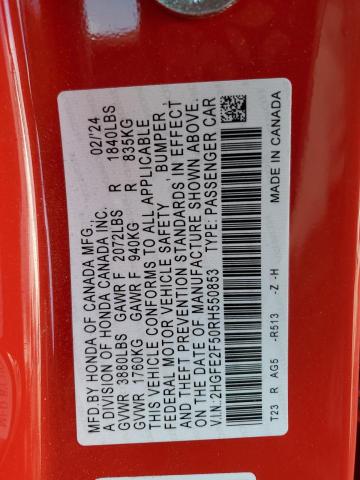 MFD. BY HONDA OF CANADA MFG., 02/'24
A DIVISION OF HONDA CANADA INC.
GVWR 3880LBS GAWR F 2072LBS R 1840LBS
GVWR 1760KG GAWR F 940KG R 835KG
THIS VEHICLE CONFORMS TO ALL APPLICABLE
FEDERAL MOTOR VEHICLE SAFETY, BUMPER,
AND THEFT PREVENTION STANDARDS IN EFFECT
ON THE DATE OF MANUFACTURE SHOWN ABOVE.
V.I.N.:2HGFE2F50RH550853 TYPE:PASSENGER CAR
T23 R AG5 -R513 -Z -H MADE IN CANADA